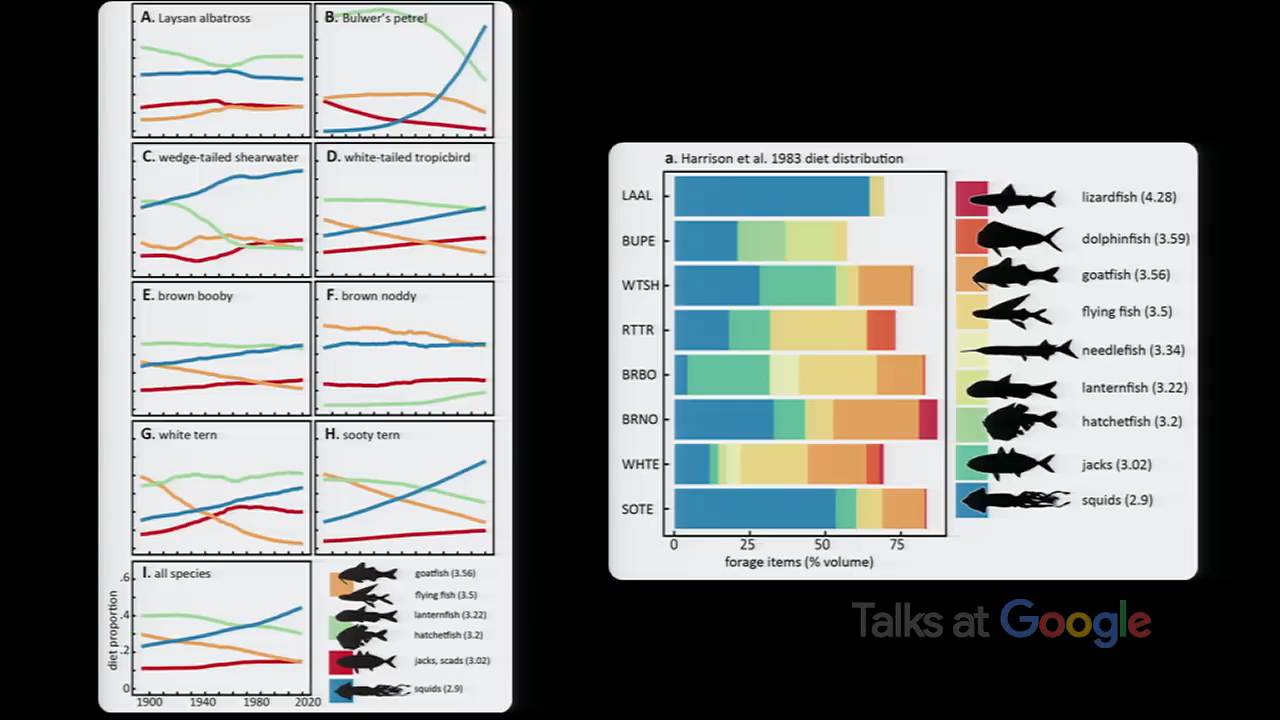 A. Laysan albatross
B. Bulwer's petrel
C. wedge-tailed shearwater
D. white-tailed tropicbird
E. brown booby
F. brown noddy
G. white tern
H. sooty tern
I. all species
diet proportion
.6
.4
.2
0
1900 1940 1980 2020
goatfish (3.56)
flying fish (3.5)
lanternfish (3.22)
hatchetfish (3.2)
jacks, scads (3.02)
squids (2.9)
a. Harrison et al. 1983 diet distribution
LAAL
BUPE
WTSH
RTTR
BRBO
BRNO
WHTE
SOTE
0 25 50 75
forage items (% volume)
lizardfish (4.28)
dolphinfish (3.59)
goatfish (3.56)
flying fish (3.5)
needlefish (3.34)
lanternfish (3.22)
hatchetfish (3.2)
jacks (3.02)
squids (2.9)
Talks at Google